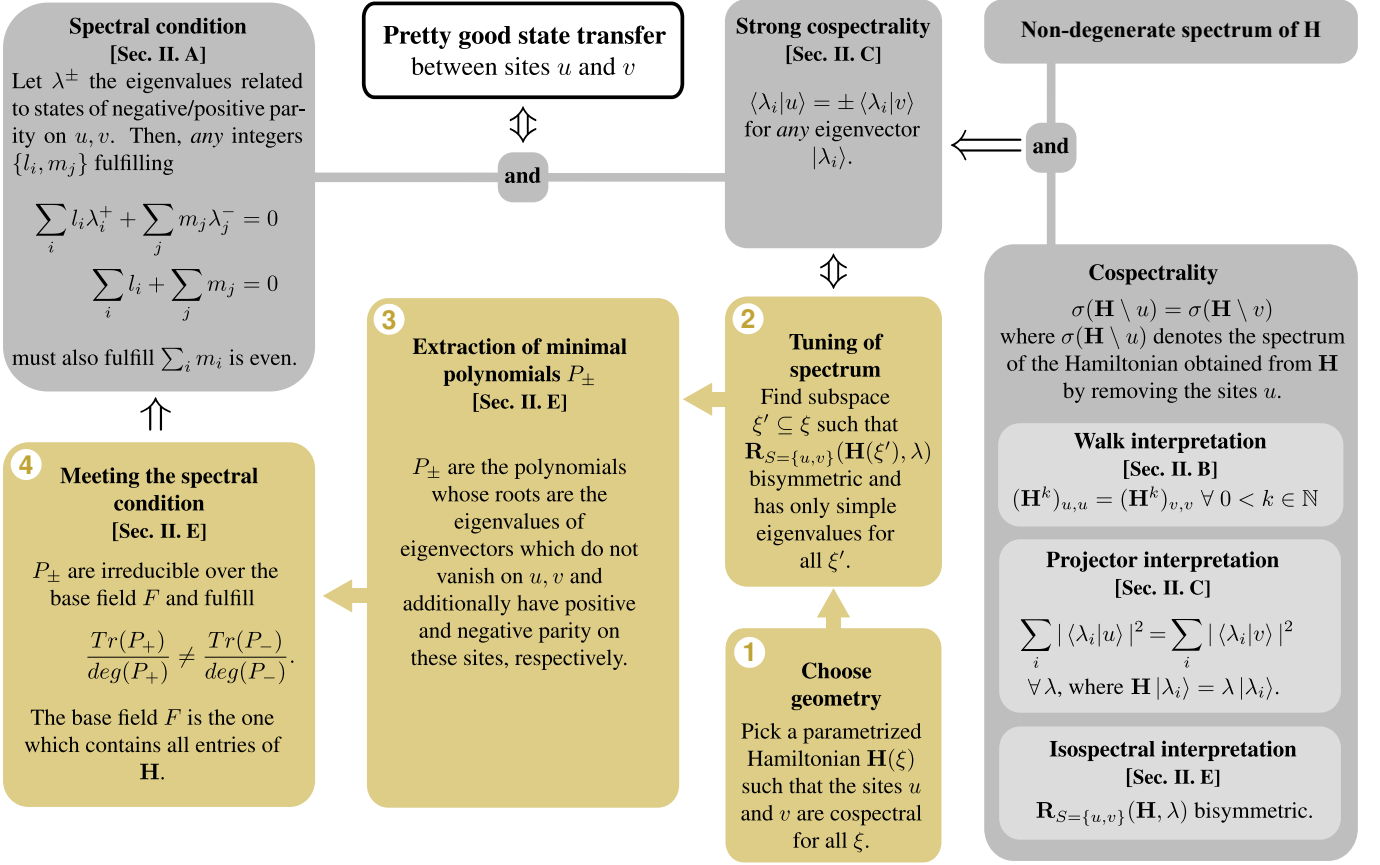 Spectral condition
[Sec. II. A]
Let λ± the eigenvalues related
to states of negative/positive par-
ity on u, v. Then, any integers
{l_i, m_j} fulfilling
∑_i l_i λ_i^+ + ∑_j m_j λ_j^- = 0
∑_i l_i + ∑_j m_j = 0
must also fulfill ∑_i m_i is even.
Pretty good state transfer
between sites u and v
⇕
and
Strong cospectrality
[Sec. II. C]
⟨λ_i|u⟩ = ± ⟨λ_i|v⟩
for any eigenvector
|λ_i⟩.
⇐
Non-degenerate spectrum of H
and
Cospectrality
σ(H \ u) = σ(H \ v)
where σ(H \ u) denotes the spectrum
of the Hamiltonian obtained from H
by removing the sites u.
Walk interpretation
[Sec. II. B]
(H^k)_{u,u} = (H^k)_{v,v} ∀ 0 < k ∈ ℕ
Projector interpretation
[Sec. II. C]
∑_i | ⟨λ_i|u⟩ |^2 = ∑_i | ⟨λ_i|v⟩ |^2
∀ λ, where H |λ_i⟩ = λ |λ_i⟩.
Isospectral interpretation
[Sec. II. E]
R_{S={u,v}}(H, λ) bisymmetric.
⇕
1
Choose
geometry
Pick a parametrized
Hamiltonian H(ξ)
such that the sites u
and v are cospectral
for all ξ.
2
Tuning of
spectrum
Find subspace
ξ′ ⊆ ξ such that
R_{S={u,v}}(H(ξ′), λ)
bisymmetric and
has only simple
eigenvalues for
all ξ′.
3
Extraction of minimal
polynomials P_±
[Sec. II. E]
P_± are the polynomials
whose roots are the
eigenvalues of
eigenvectors which do not
vanish on u, v and
additionally have positive
and negative parity on
these sites, respectively.
⇑
4
Meeting the spectral
condition
[Sec. II. E]
P_± are irreducible over the
base field F and fulfill
Tr(P_+)/deg(P_+) ≠ Tr(P_-)/deg(P_-).
The base field F is the one
which contains all entries of
H.